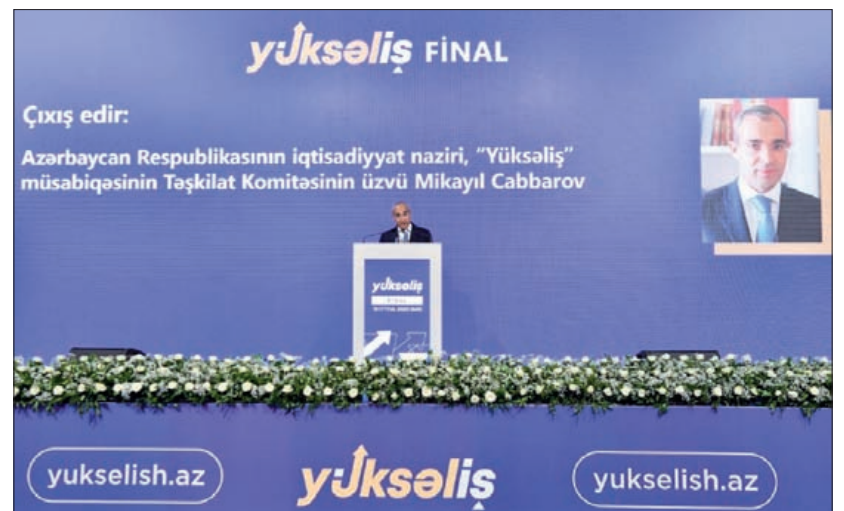 yüksəliş FİNAL
Çıxış edir:
Azərbaycan Respublikasının iqtisadiyyat naziri, “Yüksəliş”
müsabiqəsinin Təşkilat Komitəsinin üzvü Mikayıl Cabbarov
yüksəliş
FİNAL
yukselish.az
yüksəliş
yukselish.az